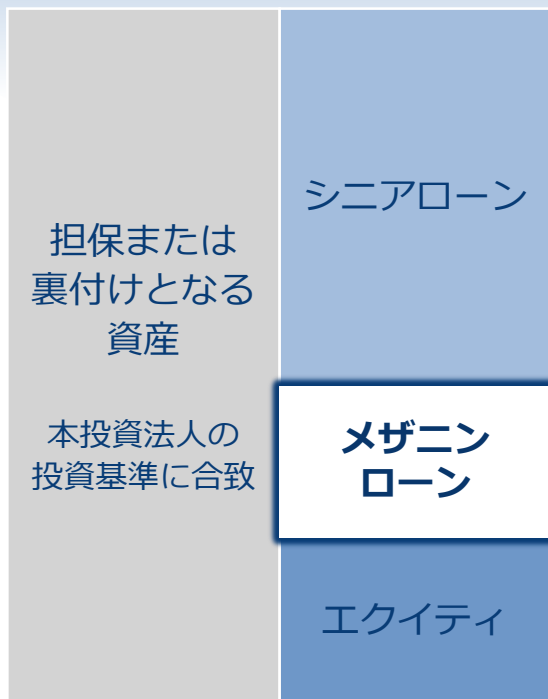 担保または
裏付けとなる
資産
本投資法人の
投資基準に合致
シニアローン
メザニン
ローン
エクイティ